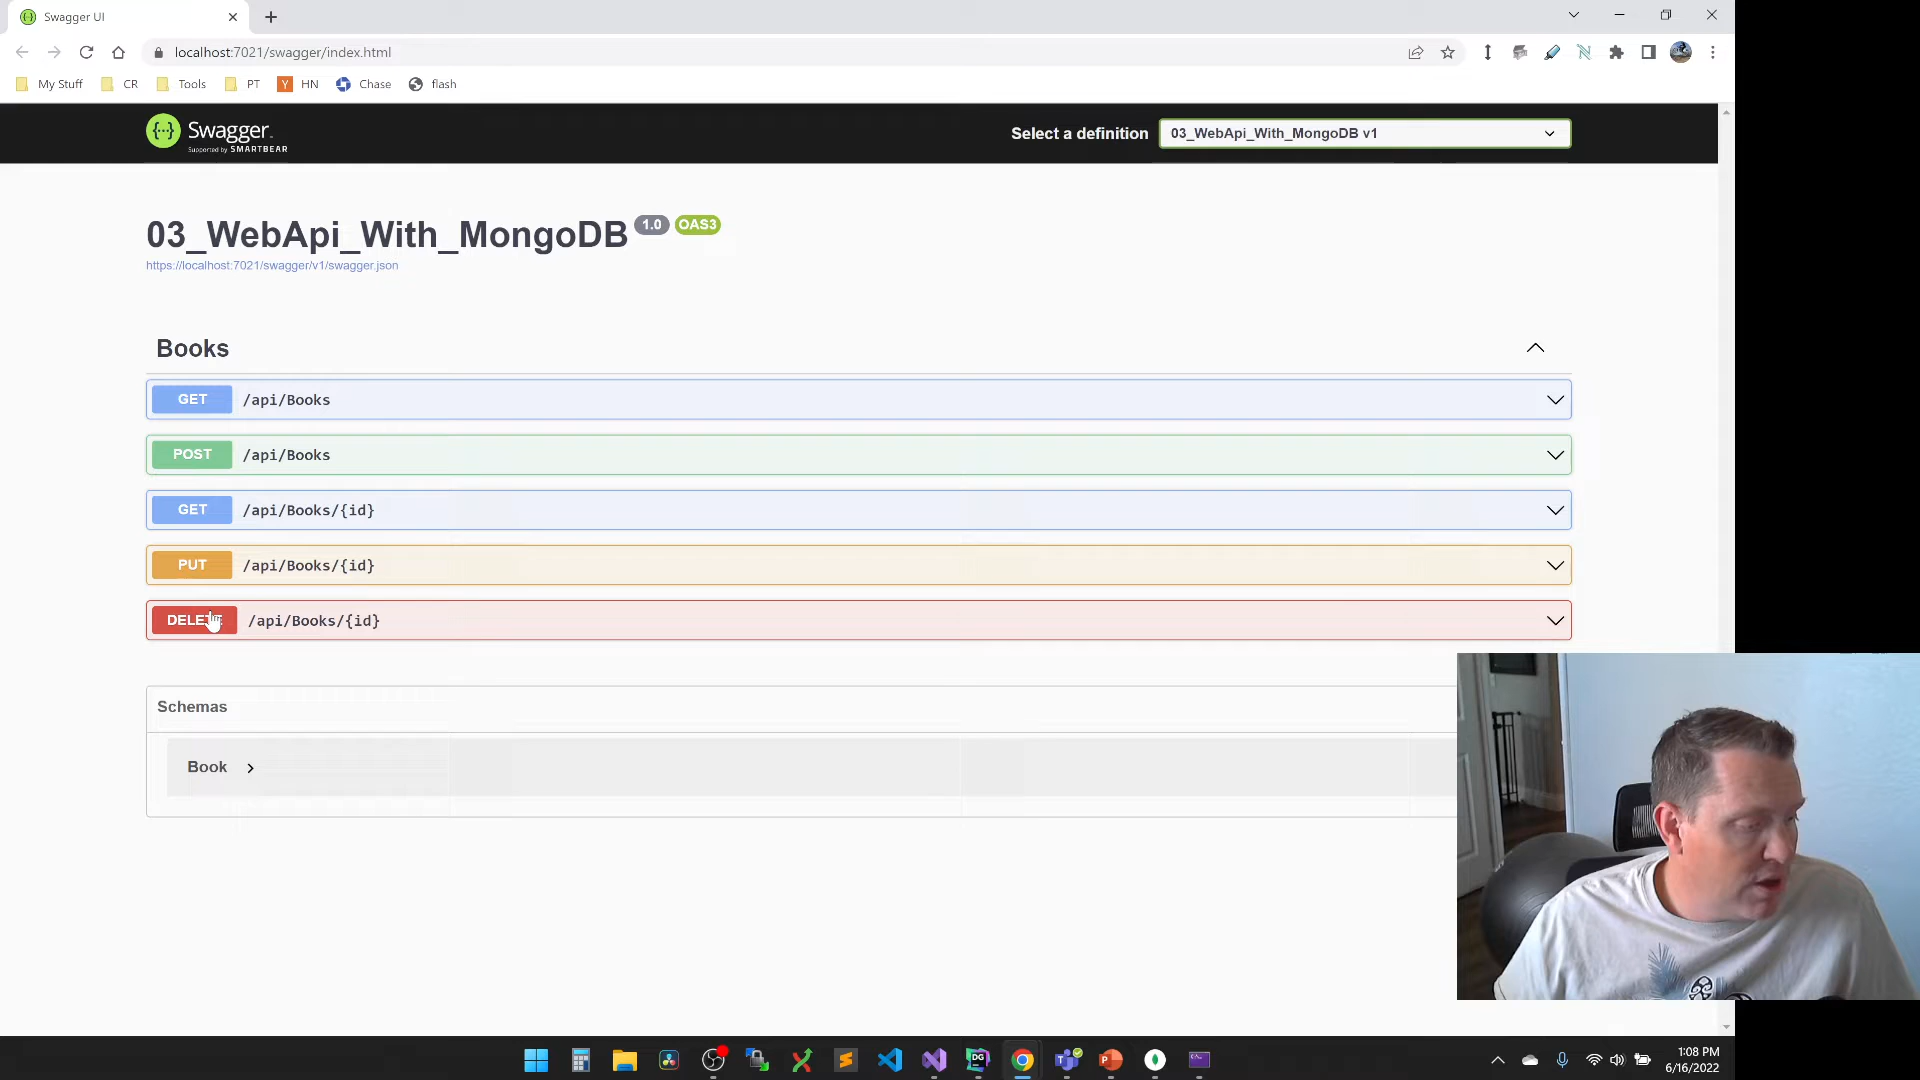 Swagger UI
localhost:7021/swagger/index.html
My Stuff CR Tools PT HN Chase flash
Swagger
Supported by SMARTBEAR
Select a definition 03_WebApi_With_MongoDB v1
03_WebApi_With_MongoDB 1.0 OAS3
https://localhost:7021/swagger/v1/swagger.json
Books
GET /api/Books
POST /api/Books
GET /api/Books/{id}
PUT /api/Books/{id}
DELETE /api/Books/{id}
Schemas
Book
DG
1:08 PM
6/16/2022